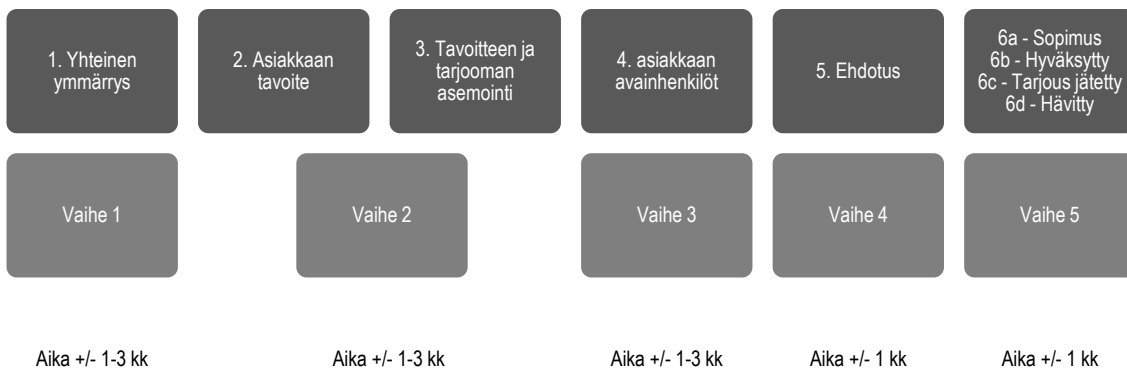 1. Yhteinen
ymmärrys
2. Asiakkaan
tavoite
3. Tavoitteen ja
tarjooman
asemointi
4. asiakkaan
avainhenkilöt
5. Ehdotus
6a - Sopimus
6b - Hyväksytty
6c - Tarjous jätetty
6d - Hävitty
Vaihe 1
Vaihe 2
Vaihe 3
Vaihe 4
Vaihe 5
Aika +/- 1-3 kk
Aika +/- 1-3 kk
Aika +/- 1-3 kk
Aika +/- 1 kk
Aika +/- 1 kk